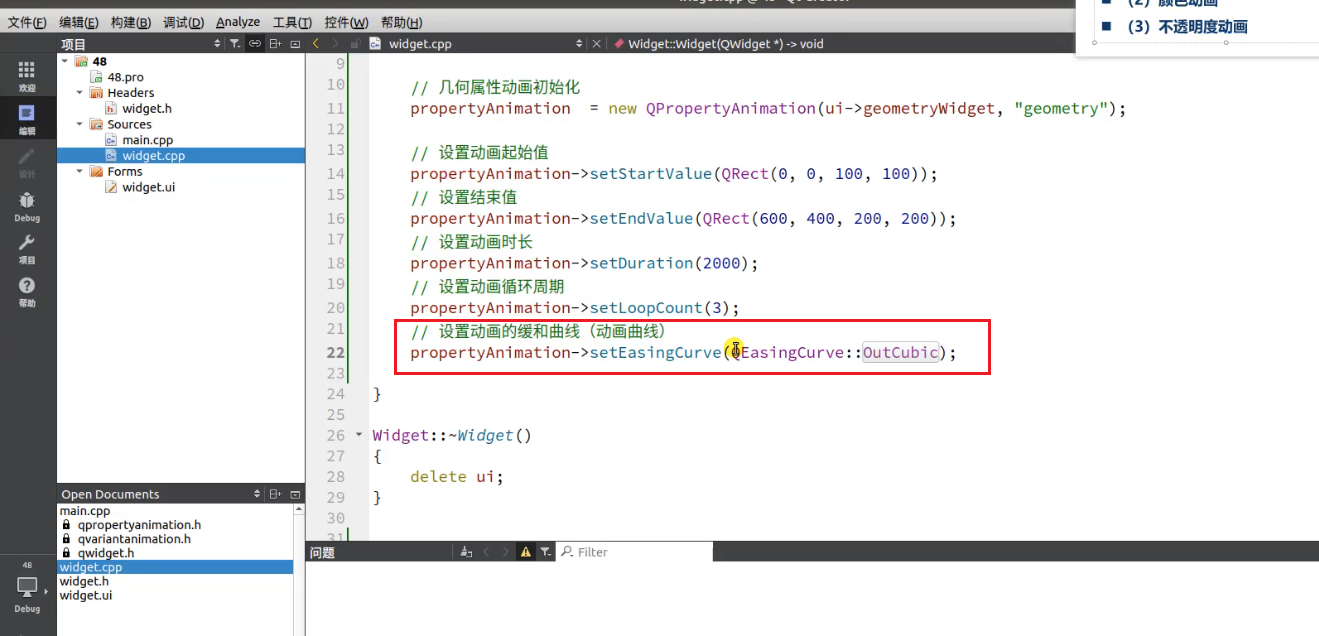 (2) 颜色动画
文件(F) 编辑(E) 构建(B) 调试(D) Analyze 工具(T) 控件(W) 帮助(H)
■ (3) 不透明度动画
项目
widget.cpp
Widget::Widget(QWidget *) -> void
欢迎
编辑
设计
Debug
项目
帮助
48
Debug
48
48.pro
Headers
widget.h
Sources
main.cpp
widget.cpp
Forms
widget.ui
Open Documents
main.cpp
qpropertyanimation.h
qvariantanimation.h
qwidget.h
widget.cpp
widget.h
widget.ui
9
10 // 几何属性动画初始化
11 propertyAnimation = new QPropertyAnimation(ui->geometryWidget, "geometry");
12
13 // 设置动画起始值
14 propertyAnimation->setStartValue(QRect(0, 0, 100, 100));
15 // 设置结束值
16 propertyAnimation->setEndValue(QRect(600, 400, 200, 200));
17 // 设置动画时长
18 propertyAnimation->setDuration(2000);
19 // 设置动画循环周期
20 propertyAnimation->setLoopCount(3);
21 // 设置动画的缓和曲线（动画曲线）
22 propertyAnimation->setEasingCurve(QEasingCurve::OutCubic);
23
24 }
25
26 Widget::~Widget()
27 {
28 delete ui;
29 }
30
31
问题
Filter